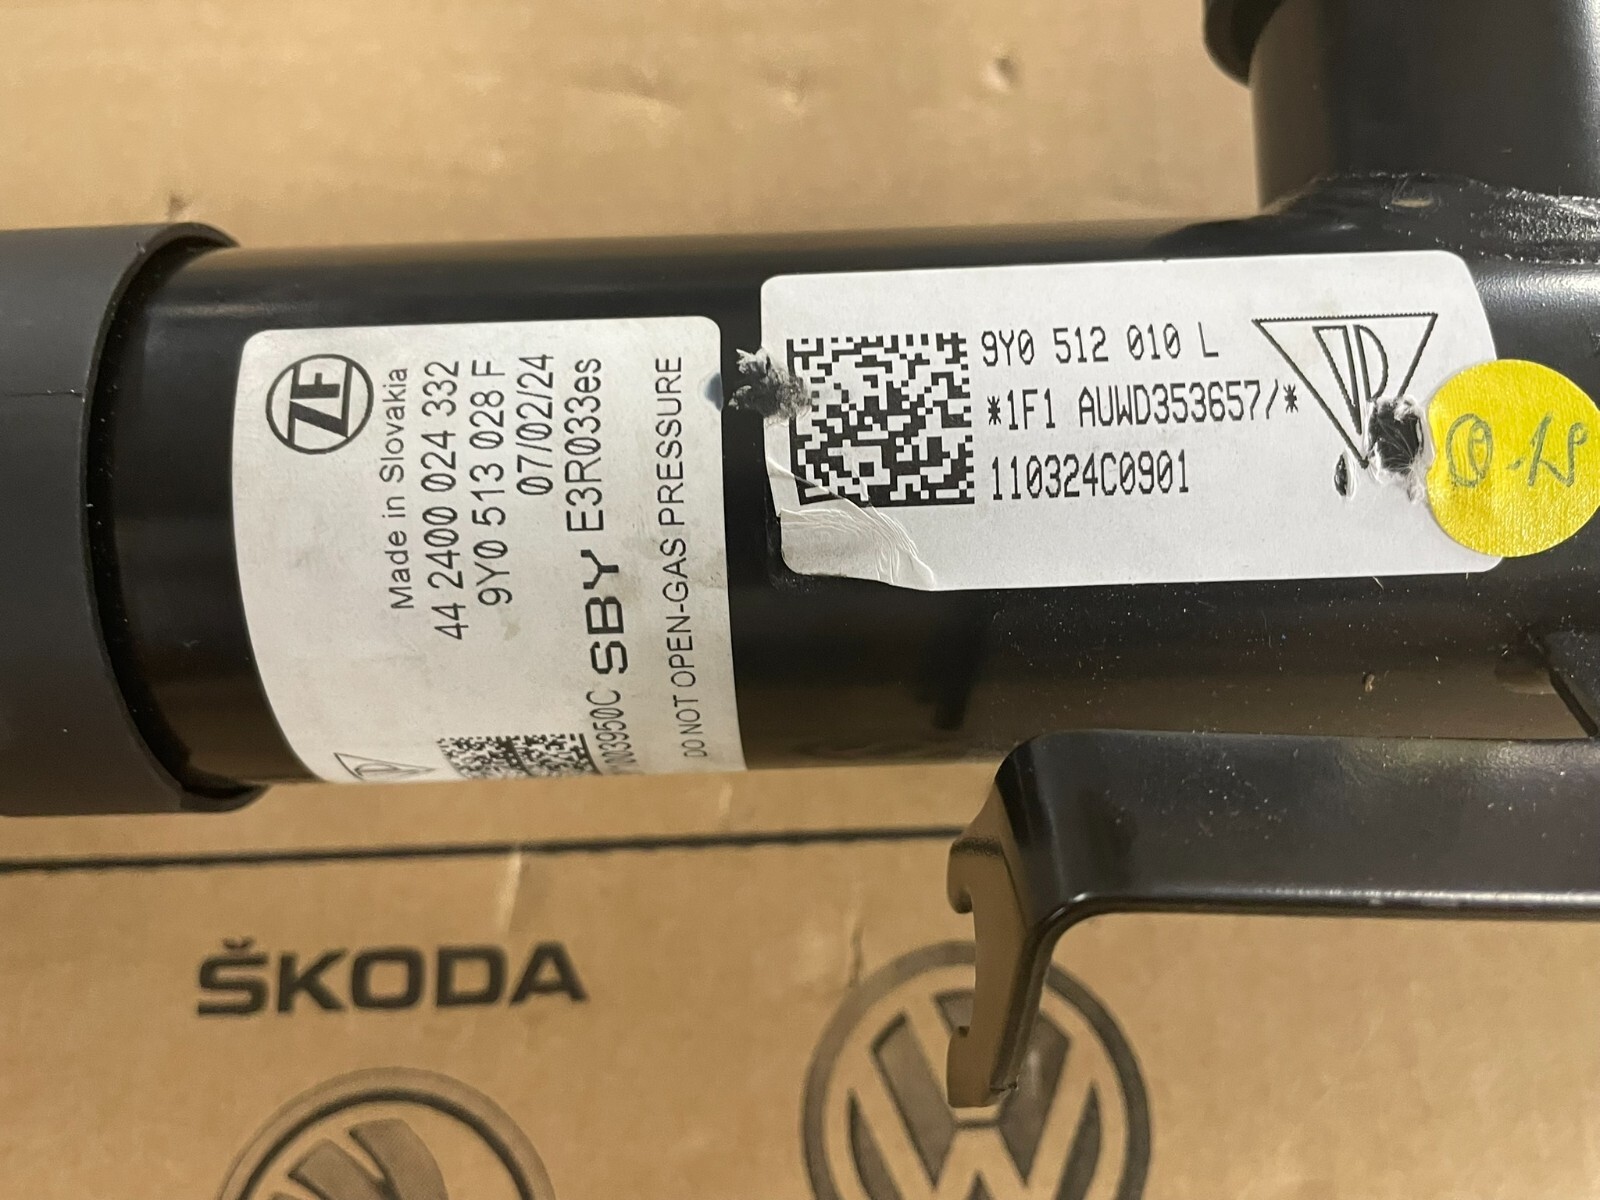 ZF
Made in Slovakia
44 2400 024 332
9Y0 513 028 F
07/02/24
SBY E3R033es
DO NOT OPEN-GAS PRESSURE
9Y0 512 010 L
*1F1 AUWD353657/*
110324C0901
ŠKODA